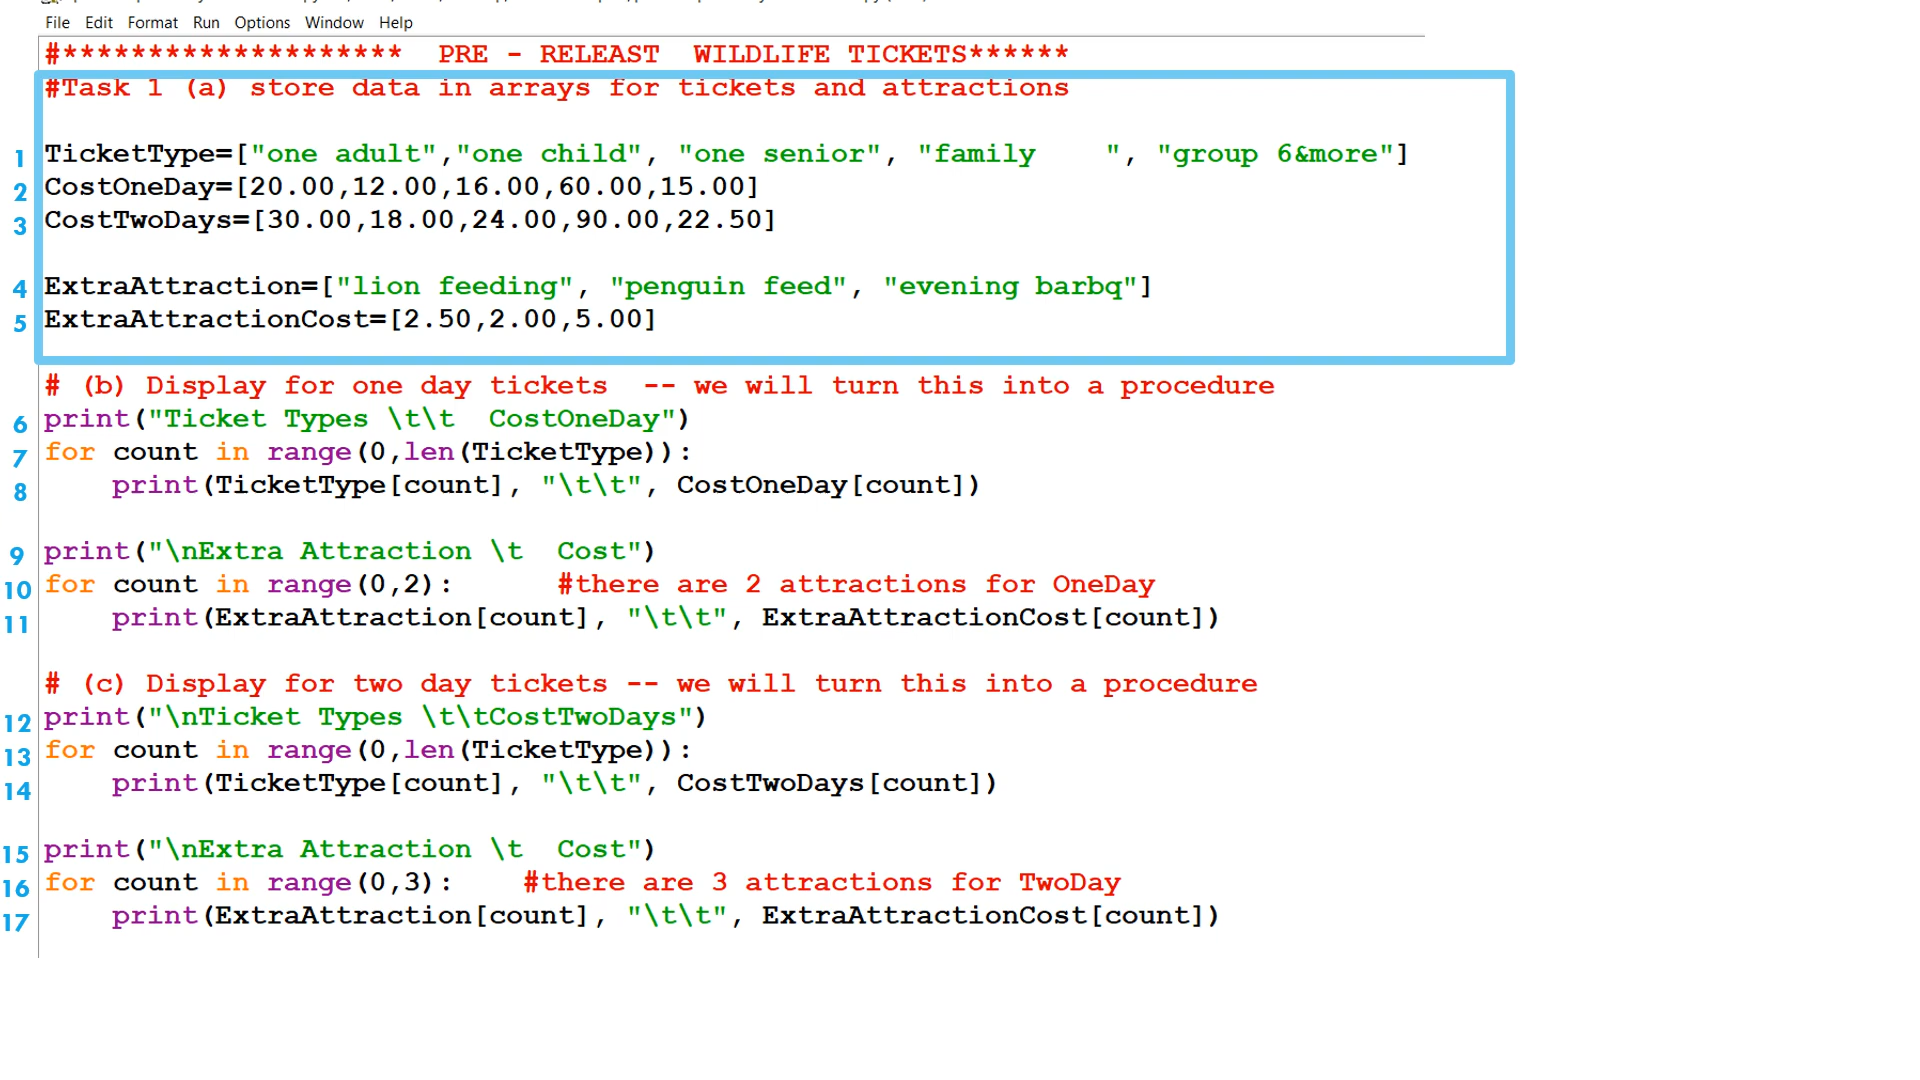 File Edit Format Run Options Window Help
#******************** PRE - RELEAST WILDLIFE TICKETS******
#Task 1 (a) store data in arrays for tickets and attractions
1 TicketType=["one adult","one child", "one senior", "family    ", "group 6&more"]
2 CostOneDay=[20.00,12.00,16.00,60.00,15.00]
3 CostTwoDays=[30.00,18.00,24.00,90.00,22.50]
4 ExtraAttraction=["lion feeding", "penguin feed", "evening barbq"]
5 ExtraAttractionCost=[2.50,2.00,5.00]
# (b) Display for one day tickets  -- we will turn this into a procedure
6 print("Ticket Types \t\t  CostOneDay")
7 for count in range(0,len(TicketType)):
8     print(TicketType[count], "\t\t", CostOneDay[count])
9 print("\nExtra Attraction \t  Cost")
10 for count in range(0,2):      #there are 2 attractions for OneDay
11     print(ExtraAttraction[count], "\t\t", ExtraAttractionCost[count])
# (c) Display for two day tickets -- we will turn this into a procedure
12 print("\nTicket Types \t\tCostTwoDays")
13 for count in range(0,len(TicketType)):
14     print(TicketType[count], "\t\t", CostTwoDays[count])
15 print("\nExtra Attraction \t  Cost")
16 for count in range(0,3):    #there are 3 attractions for TwoDay
17     print(ExtraAttraction[count], "\t\t", ExtraAttractionCost[count])